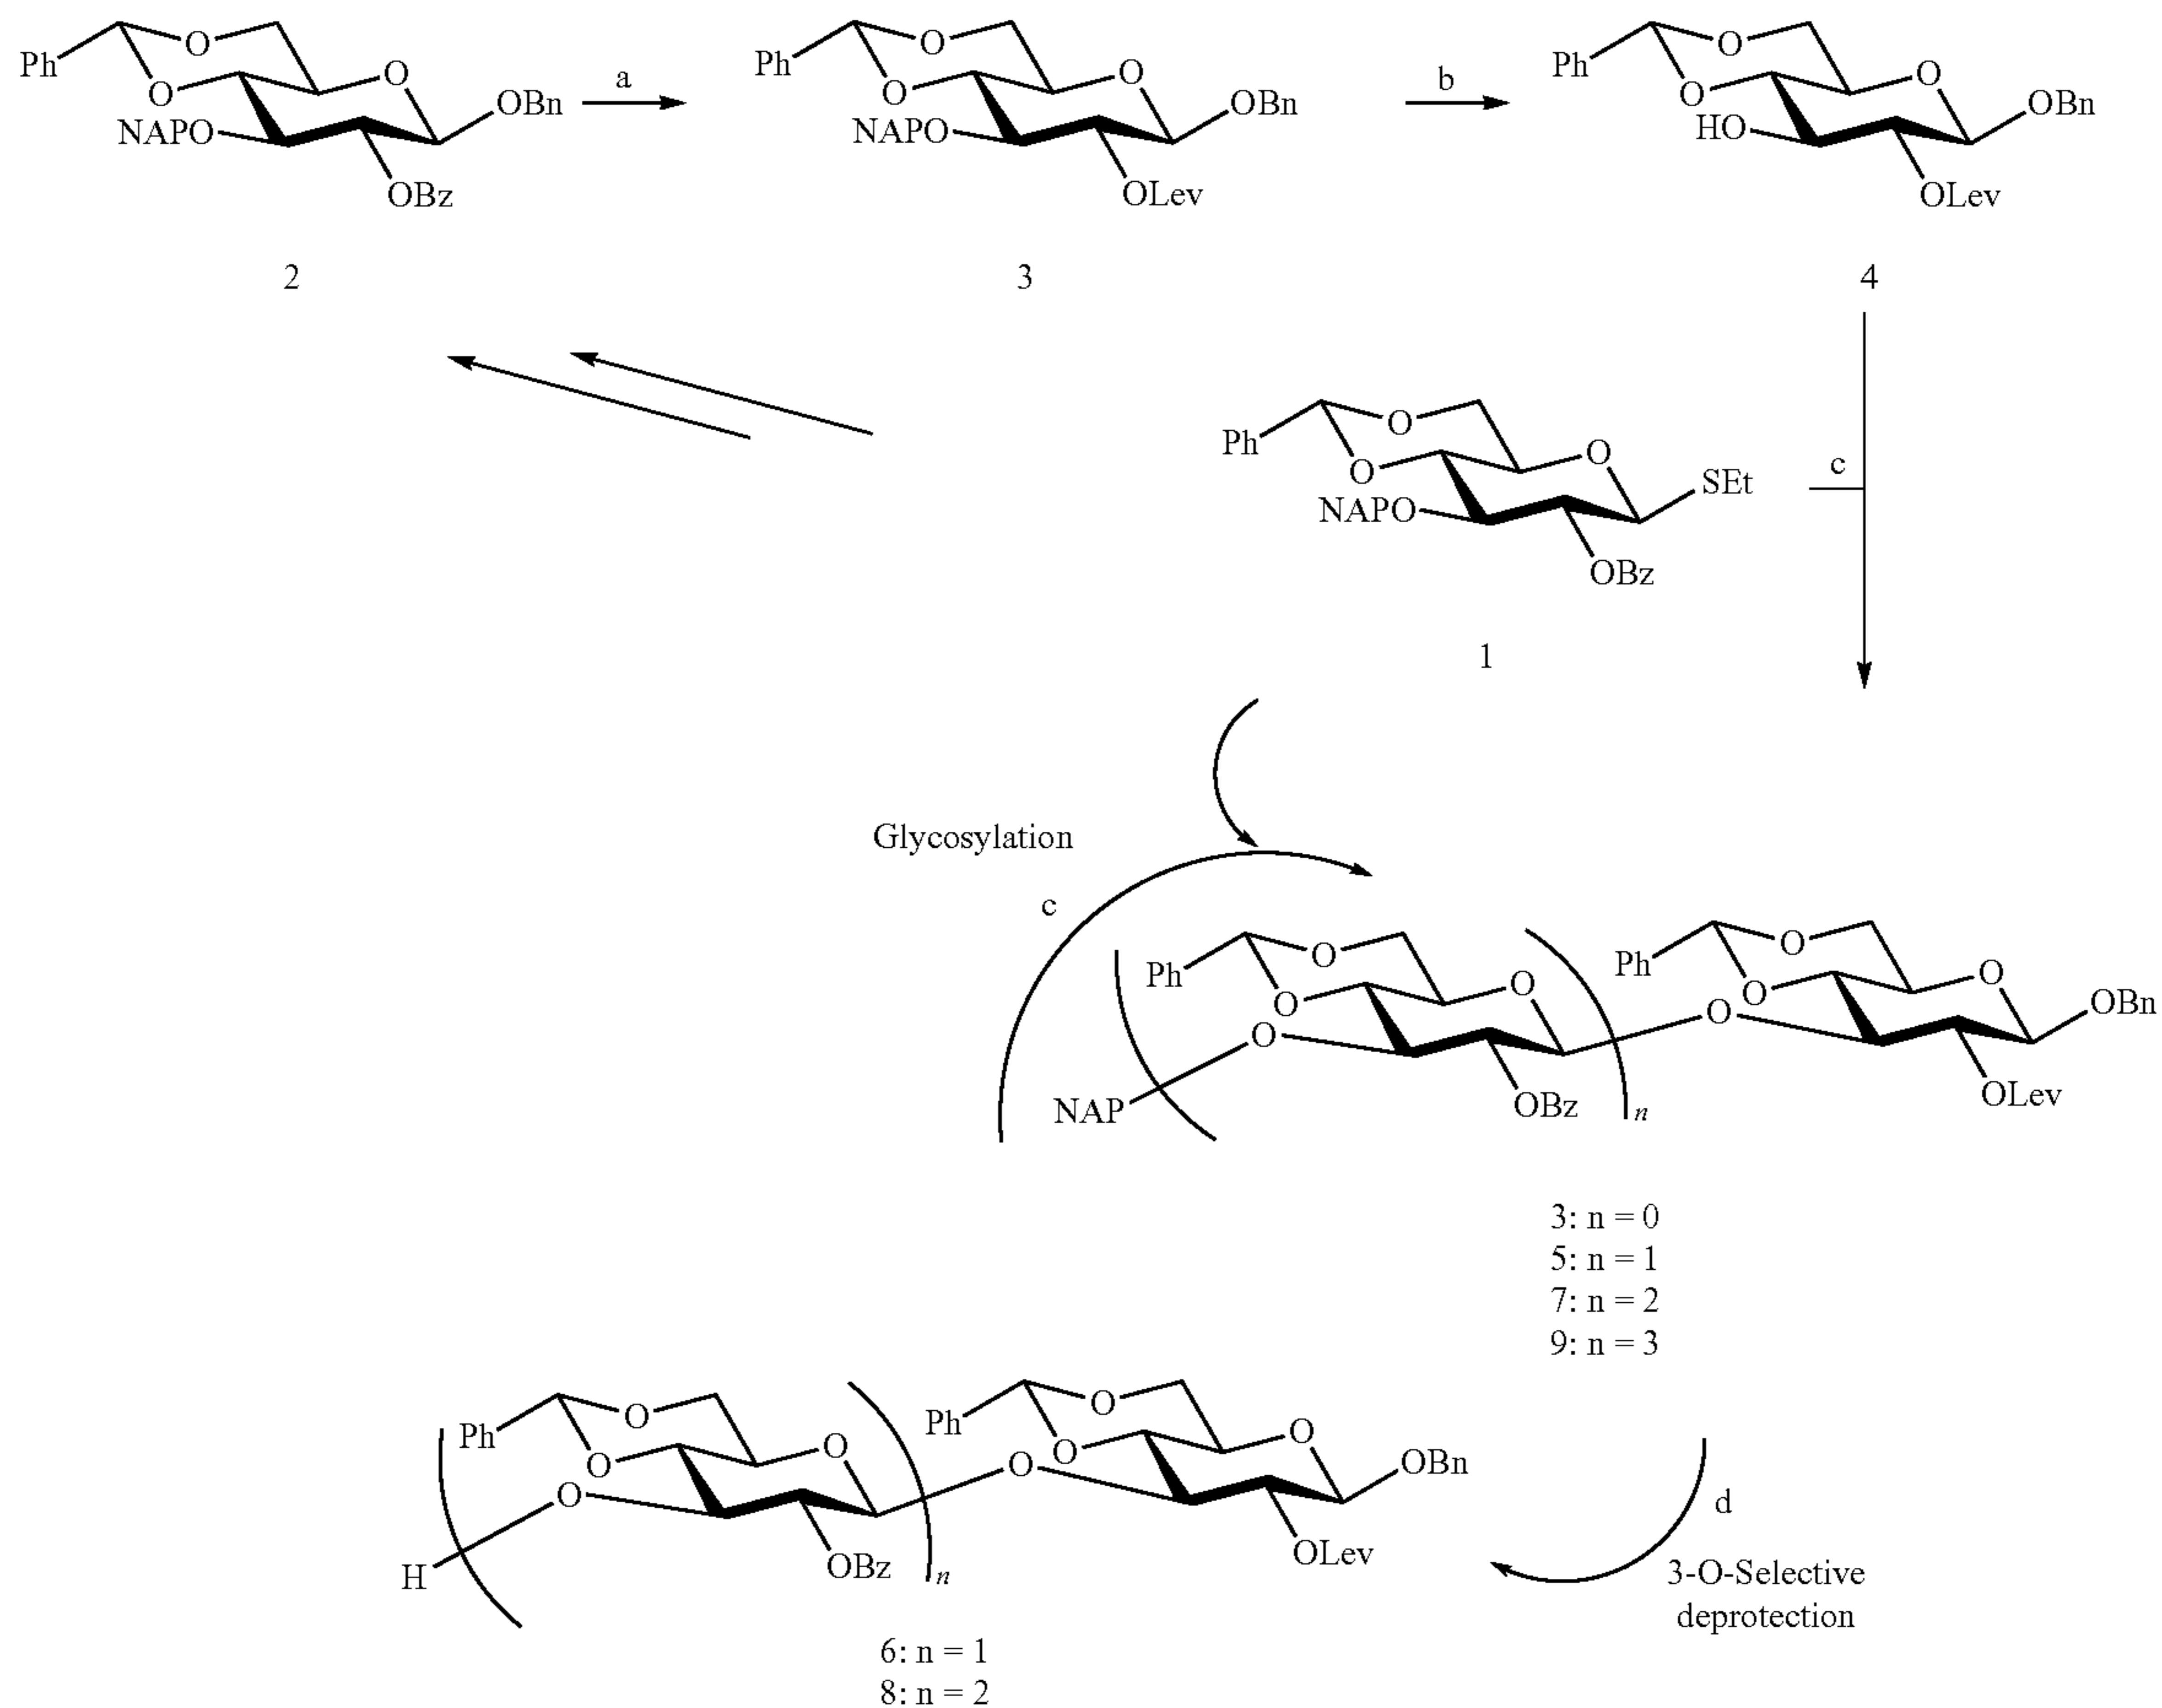 Ph
O
O
O
OBn
NAPO
OBz
2
a
Ph
O
O
O
OBn
NAPO
OLev
3
b
Ph
O
O
O
OBn
HO
OLev
4
Ph
O
O
O
SEt
NAPO
OBz
1
c
Glycosylation
c
Ph
O
O
O
O
NAP
OBz
n
Ph
O
O
O
O
OBn
OLev
3: n = 0
5: n = 1
7: n = 2
9: n = 3
Ph
O
O
O
O
H
OBz
n
Ph
O
O
O
O
OBn
OLev
d
3-O-Selective
deprotection
6: n = 1
8: n = 2